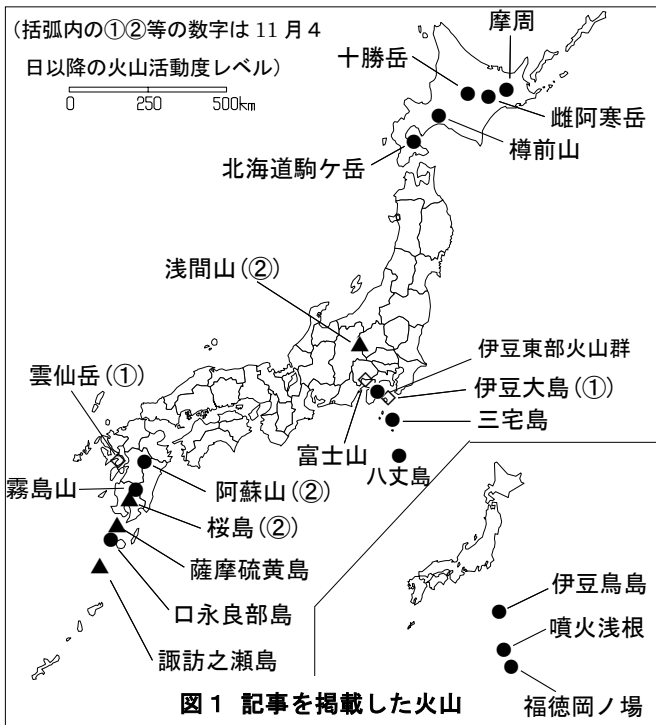 (括弧内の①②等の数字は 11 月４
日以降の火山活動度レベル)
0 250 500km
摩周
十勝岳
雌阿寒岳
樽前山
北海道駒ケ岳
浅間山(②)
伊豆東部火山群
雲仙岳(①)
伊豆大島(①)
三宅島
富士山
八丈島
霧島山
阿蘇山(②)
桜島(②)
薩摩硫黄島
口永良部島
諏訪之瀬島
伊豆鳥島
噴火浅根
福徳岡ノ場
図１ 記事を掲載した火山